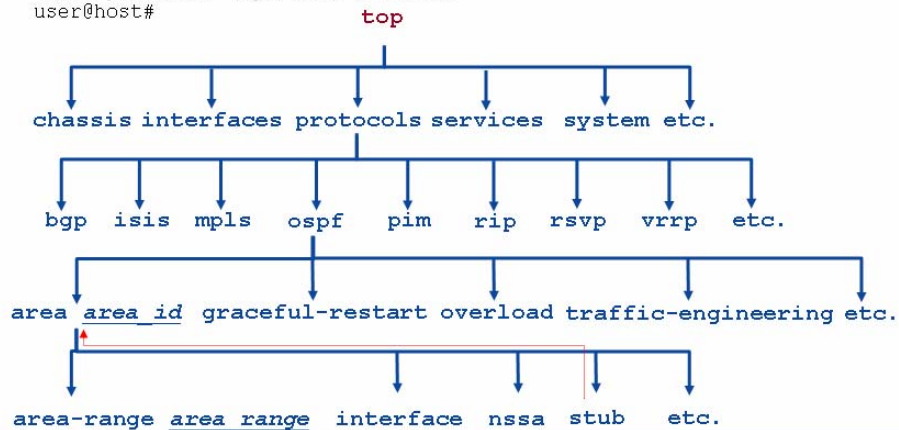 user@host#
top
chassis interfaces protocols services system etc.
bgp isis mpls ospf pim rip rsvp vrrp etc.
area area_id graceful-restart overload traffic-engineering etc.
area-range area_range interface nssa stub etc.